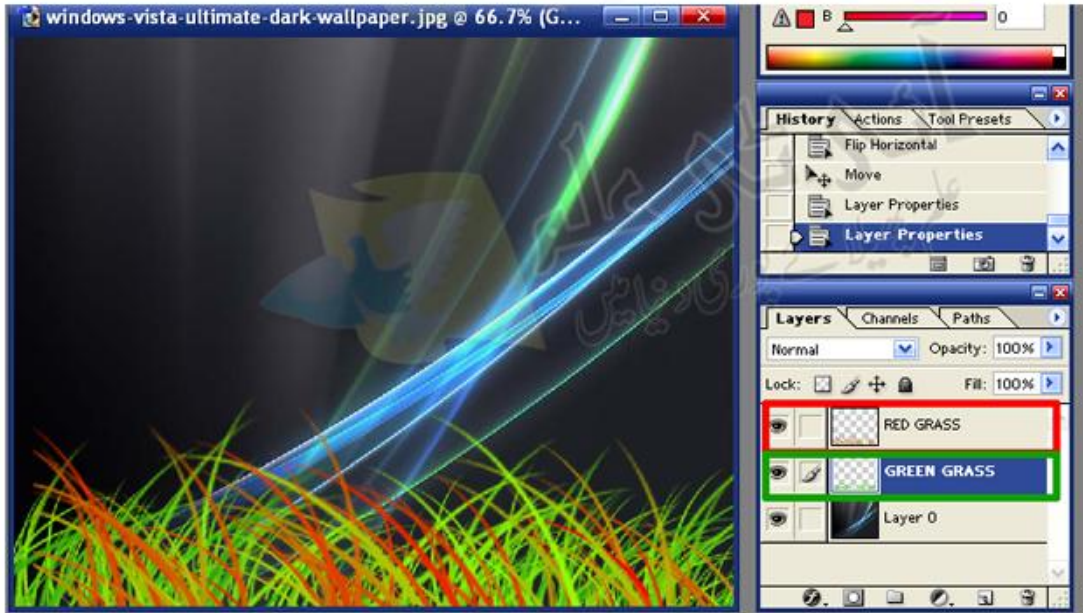 windows-vista-ultimate-dark-wallpaper.jpg @ 66.7% (G...
B 0
History Actions Tool Presets
Flip Horizontal
Move
Layer Properties
Layer Properties
Layers Channels Paths
Normal Opacity: 100%
Lock: Fill: 100%
RED GRASS
GREEN GRASS
Layer 0